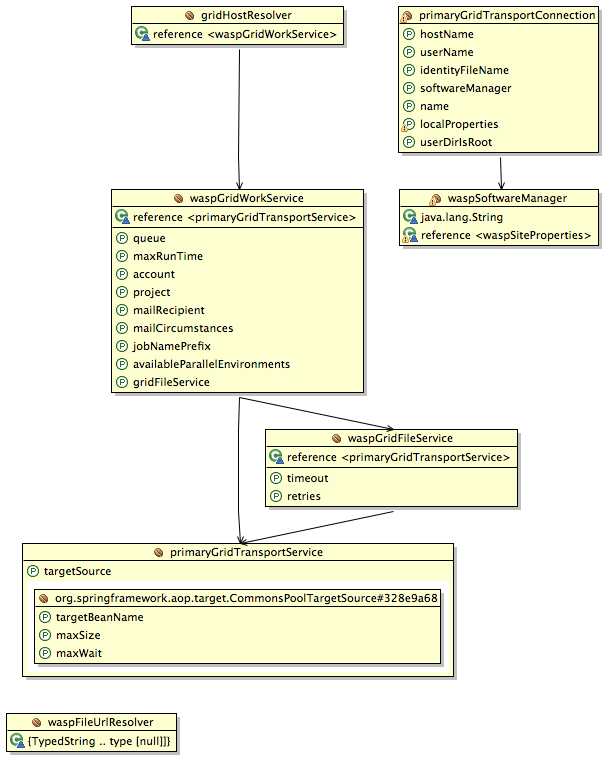 gridHostResolver
reference <waspGridWorkService>
primaryGridTransportConnection
hostName
userName
identityFileName
softwareManager
name
localProperties
userDirIsRoot
waspGridWorkService
reference <primaryGridTransportService>
queue
maxRunTime
account
project
mailRecipient
mailCircumstances
jobNamePrefix
availableParallelEnvironments
gridFileService
waspSoftwareManager
java.lang.String
reference <waspSiteProperties>
waspGridFileService
reference <primaryGridTransportService>
timeout
retries
primaryGridTransportService
targetSource
org.springframework.aop.target.CommonsPoolTargetSource#328e9a68
targetBeanName
maxSize
maxWait
waspFileUrlResolver
{TypedString .. type [null]]}